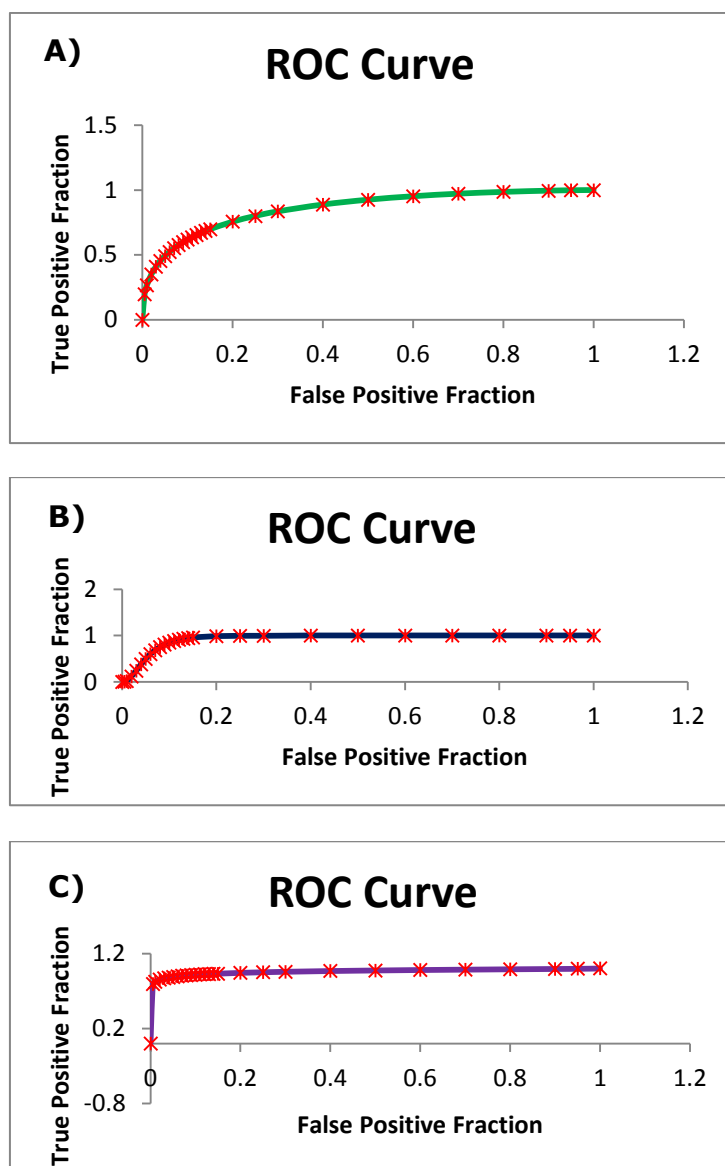 A)
ROC Curve
True Positive Fraction
1.5
1
0.5
0
0 0.2 0.4 0.6 0.8 1 1.2
False Positive Fraction
B)
ROC Curve
True Positive Fraction
2
1
0
0 0.2 0.4 0.6 0.8 1 1.2
False Positive Fraction
C)
ROC Curve
True Positive Fraction
1.2
0.2
-0.8
0 0.2 0.4 0.6 0.8 1 1.2
False Positive Fraction